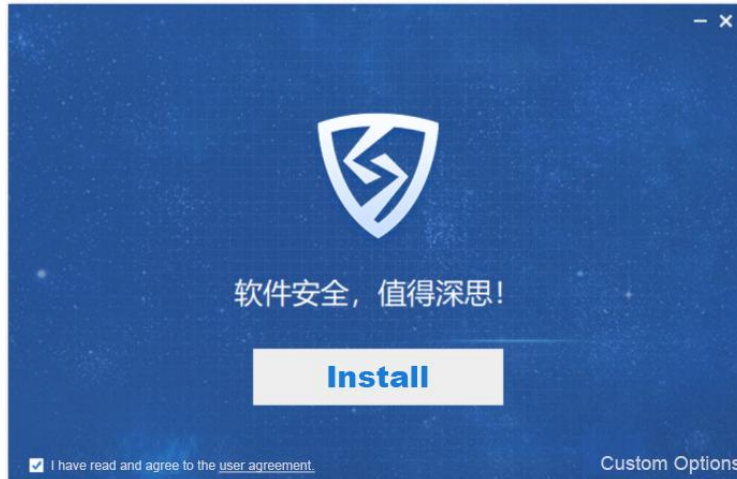 软件安全，值得深思！
Install
I have read and agree to the user agreement.
Custom Options